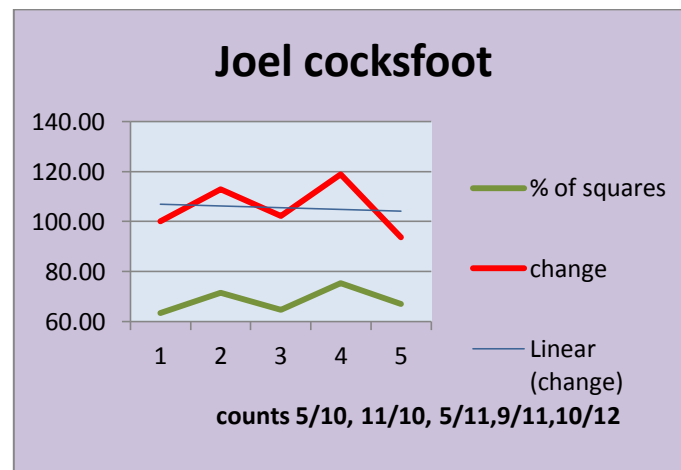 Joel cocksfoot
140.00
120.00
100.00
80.00
60.00
1 2 3 4 5
% of squares
change
Linear
(change)
counts 5/10, 11/10, 5/11,9/11,10/12